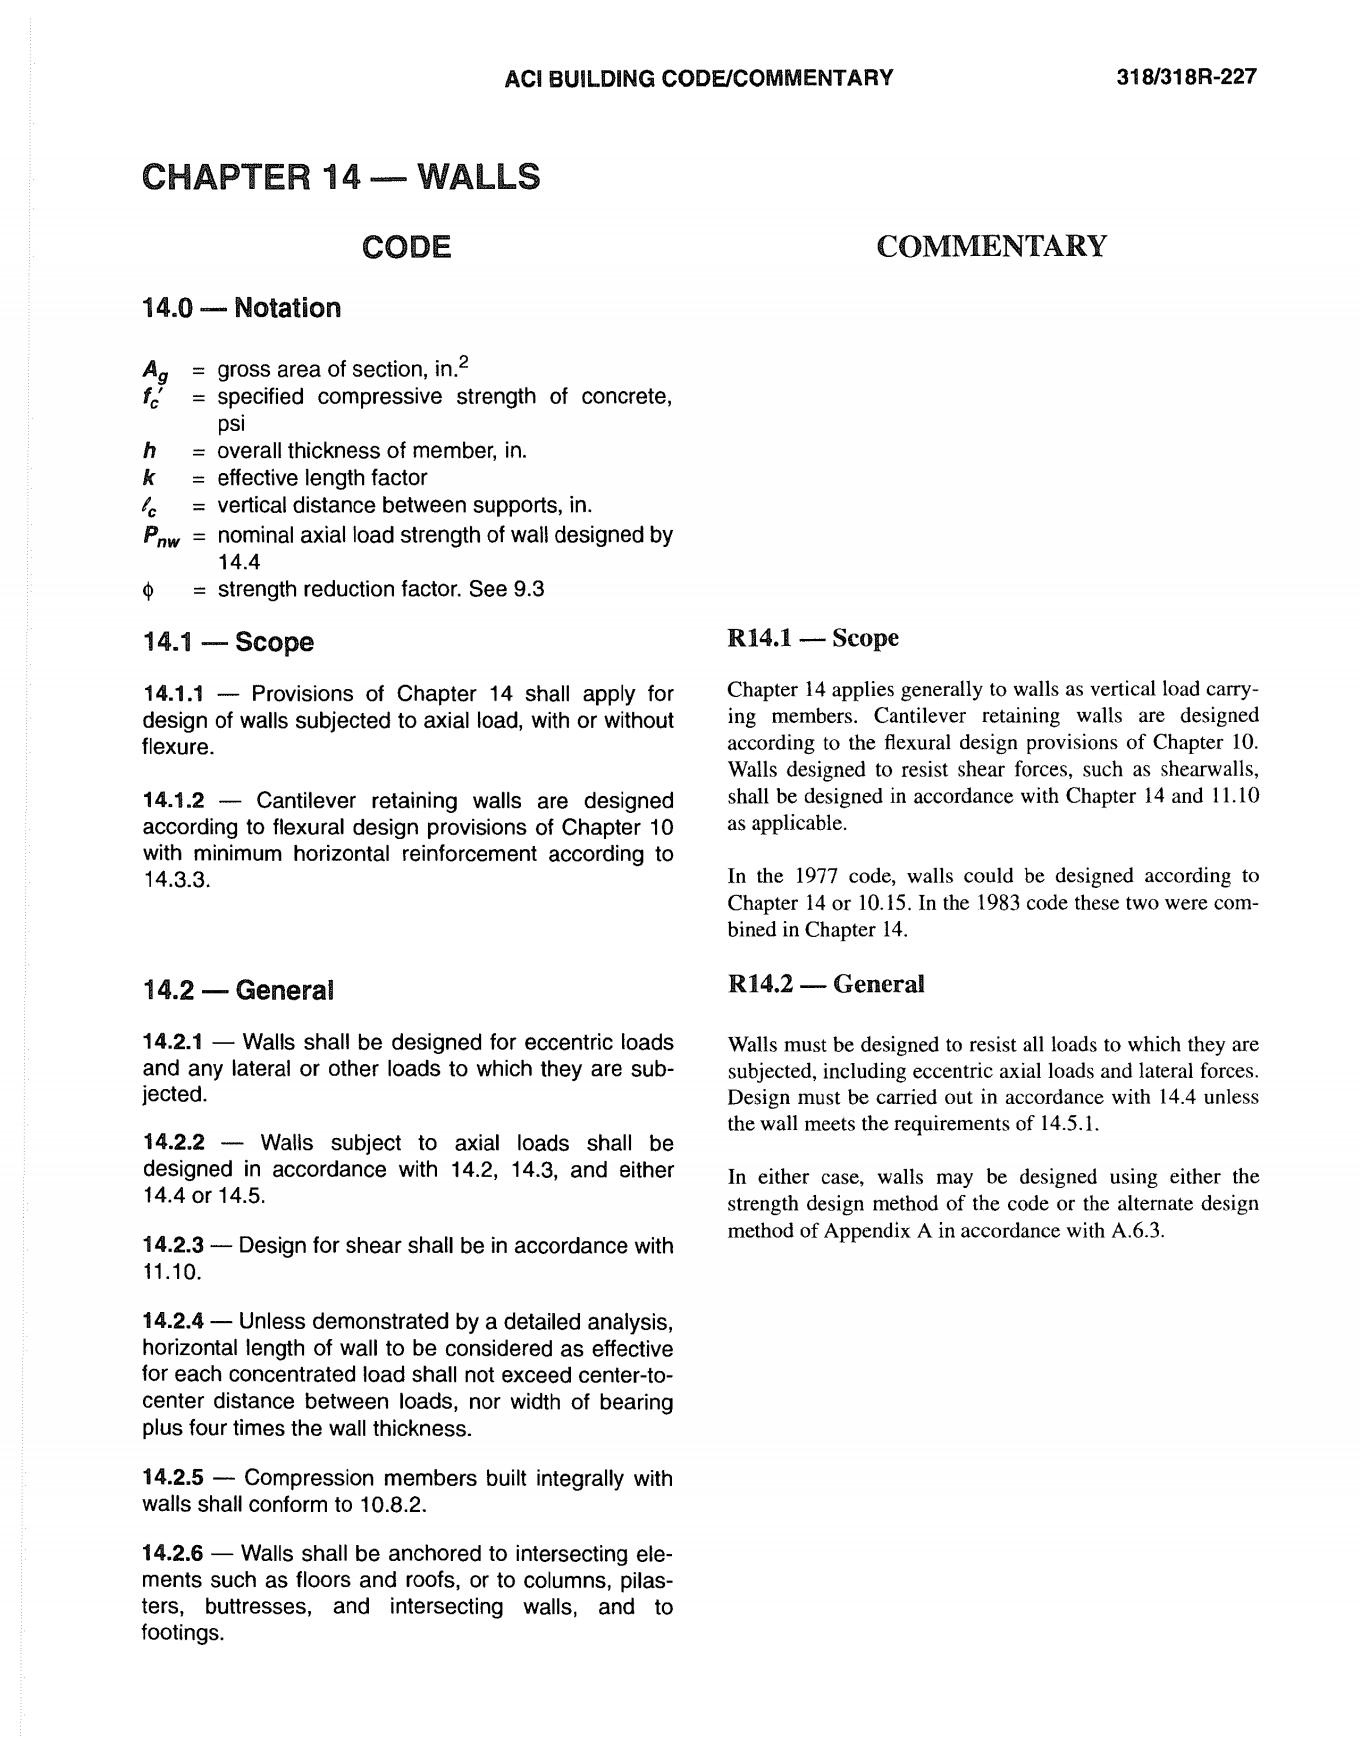 ACI BUILDING CODE/COMMENTARY 318/318R-227
CHAPTER 14 — WALLS
CODE
14.0 — Notation
Ag = gross area of section, in.2
fc′ = specified compressive strength of concrete,
psi
h = overall thickness of member, in.
k = effective length factor
ℓc = vertical distance between supports, in.
Pnw = nominal axial load strength of wall designed by
14.4
ϕ = strength reduction factor. See 9.3
14.1 — Scope
14.1.1 — Provisions of Chapter 14 shall apply for
design of walls subjected to axial load, with or without
flexure.
14.1.2 — Cantilever retaining walls are designed
according to flexural design provisions of Chapter 10
with minimum horizontal reinforcement according to
14.3.3.
14.2 — General
14.2.1 — Walls shall be designed for eccentric loads
and any lateral or other loads to which they are sub-
jected.
14.2.2 — Walls subject to axial loads shall be
designed in accordance with 14.2, 14.3, and either
14.4 or 14.5.
14.2.3 — Design for shear shall be in accordance with
11.10.
14.2.4 — Unless demonstrated by a detailed analysis,
horizontal length of wall to be considered as effective
for each concentrated load shall not exceed center-to-
center distance between loads, nor width of bearing
plus four times the wall thickness.
14.2.5 — Compression members built integrally with
walls shall conform to 10.8.2.
14.2.6 — Walls shall be anchored to intersecting ele-
ments such as floors and roofs, or to columns, pilas-
ters, buttresses, and intersecting walls, and to
footings.
COMMENTARY
R14.1 — Scope
Chapter 14 applies generally to walls as vertical load carry-
ing members. Cantilever retaining walls are designed
according to the flexural design provisions of Chapter 10.
Walls designed to resist shear forces, such as shearwalls,
shall be designed in accordance with Chapter 14 and 11.10
as applicable.
In the 1977 code, walls could be designed according to
Chapter 14 or 10.15. In the 1983 code these two were com-
bined in Chapter 14.
R14.2 — General
Walls must be designed to resist all loads to which they are
subjected, including eccentric axial loads and lateral forces.
Design must be carried out in accordance with 14.4 unless
the wall meets the requirements of 14.5.1.
In either case, walls may be designed using either the
strength design method of the code or the alternate design
method of Appendix A in accordance with A.6.3.